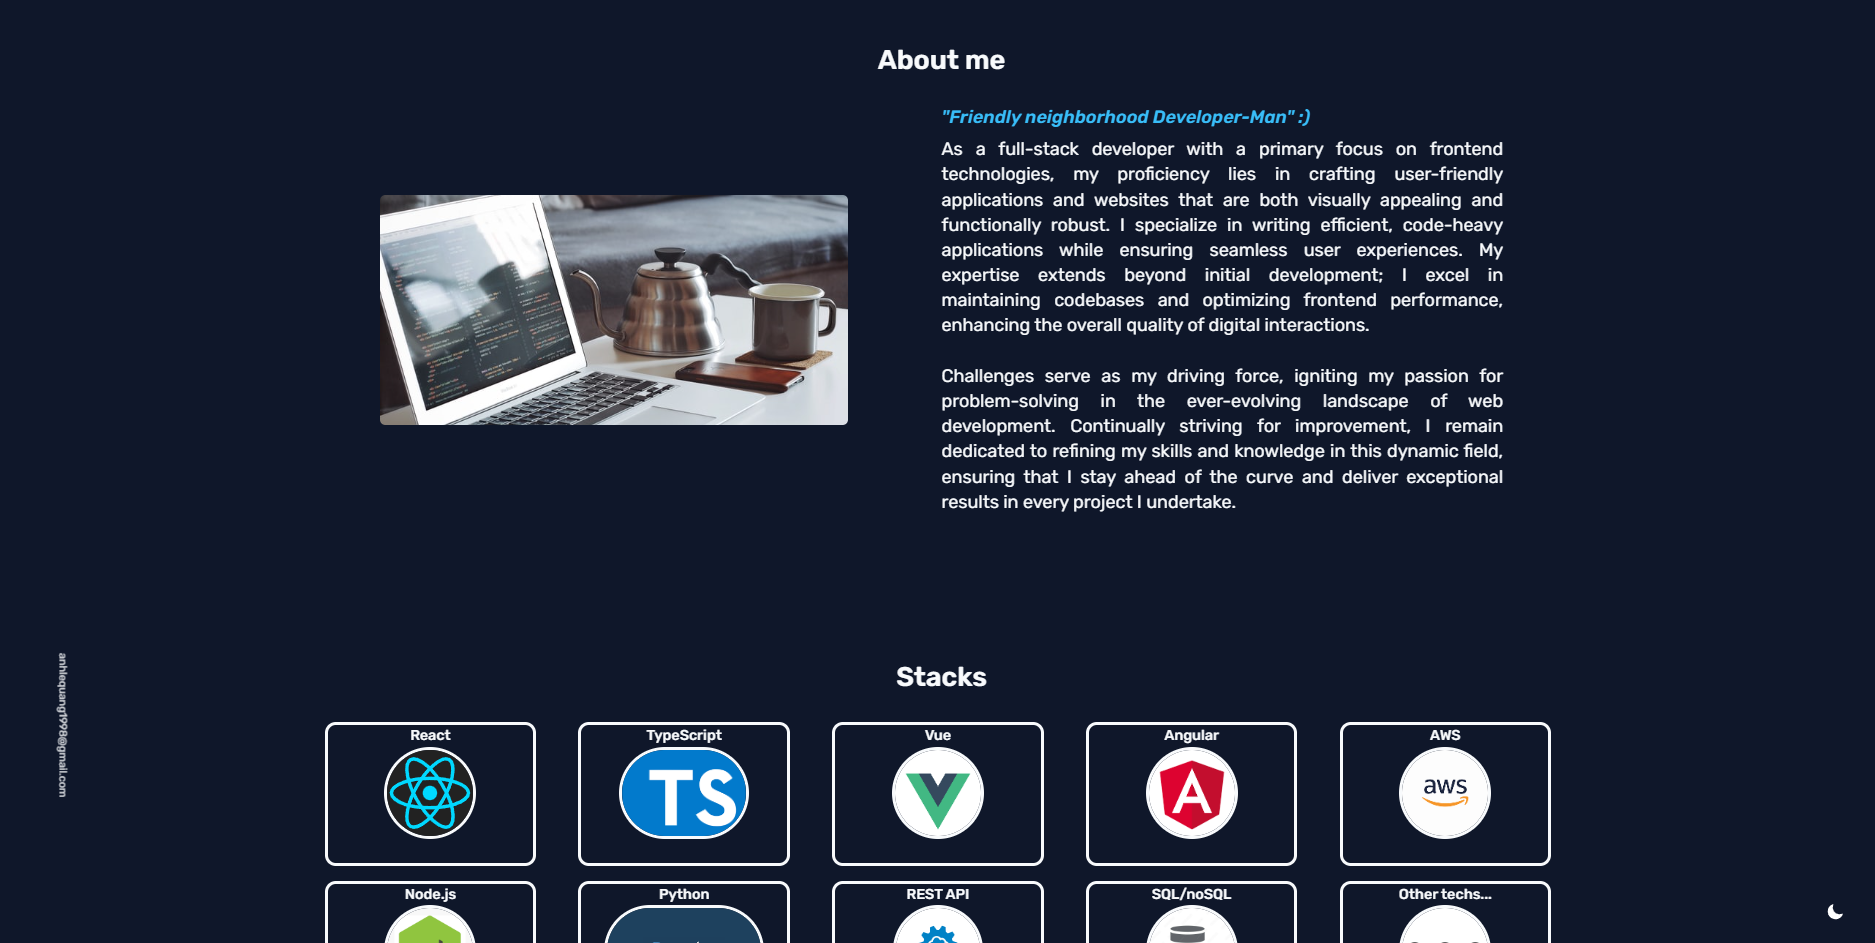 About me
"Friendly neighborhood Developer-Man" :)
As a full-stack developer with a primary focus on frontend
technologies, my proficiency lies in crafting user-friendly
applications and websites that are both visually appealing and
functionally robust. I specialize in writing efficient, code-heavy
applications while ensuring seamless user experiences. My
expertise extends beyond initial development; I excel in
maintaining codebases and optimizing frontend performance,
enhancing the overall quality of digital interactions.
Challenges serve as my driving force, igniting my passion for
problem-solving in the ever-evolving landscape of web
development. Continually striving for improvement, I remain
dedicated to refining my skills and knowledge in this dynamic field,
ensuring that I stay ahead of the curve and deliver exceptional
results in every project I undertake.
anhlequang1998@gmail.com
Stacks
React
TypeScript
Vue
Angular
AWS
TS
A
aws
Node.js
Python
REST API
SQL/noSQL
Other techs...